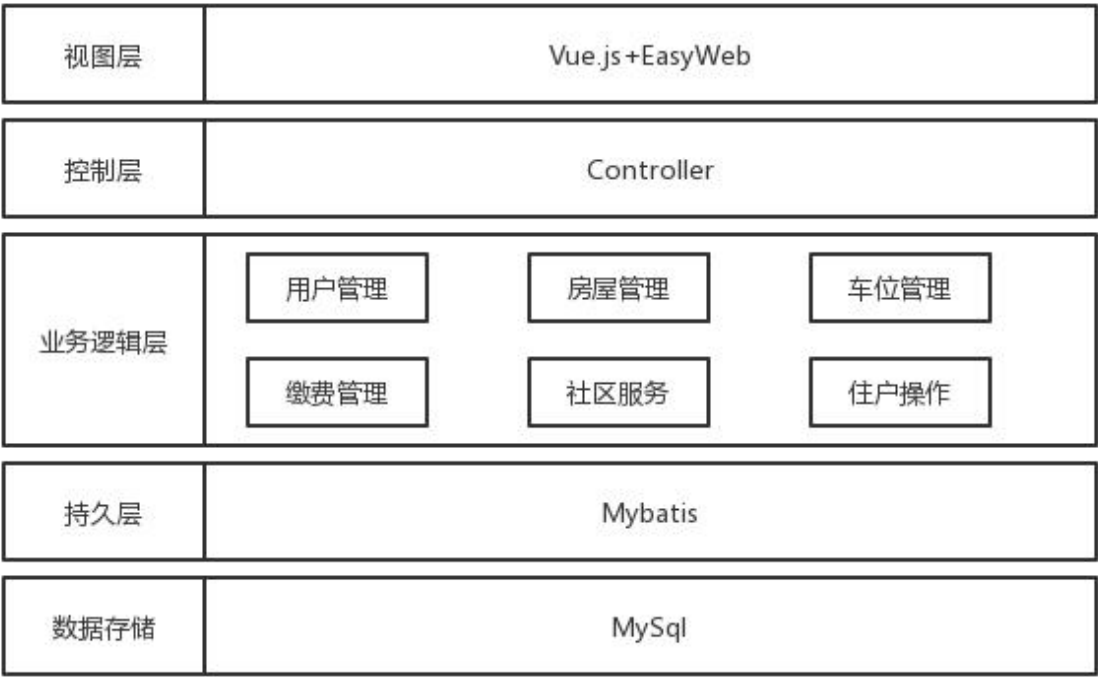 视图层 Vue.js+EasyWeb
控制层 Controller
用户管理 房屋管理 车位管理
业务逻辑层
缴费管理 社区服务 住户操作
持久层 Mybatis
数据存储 MySql